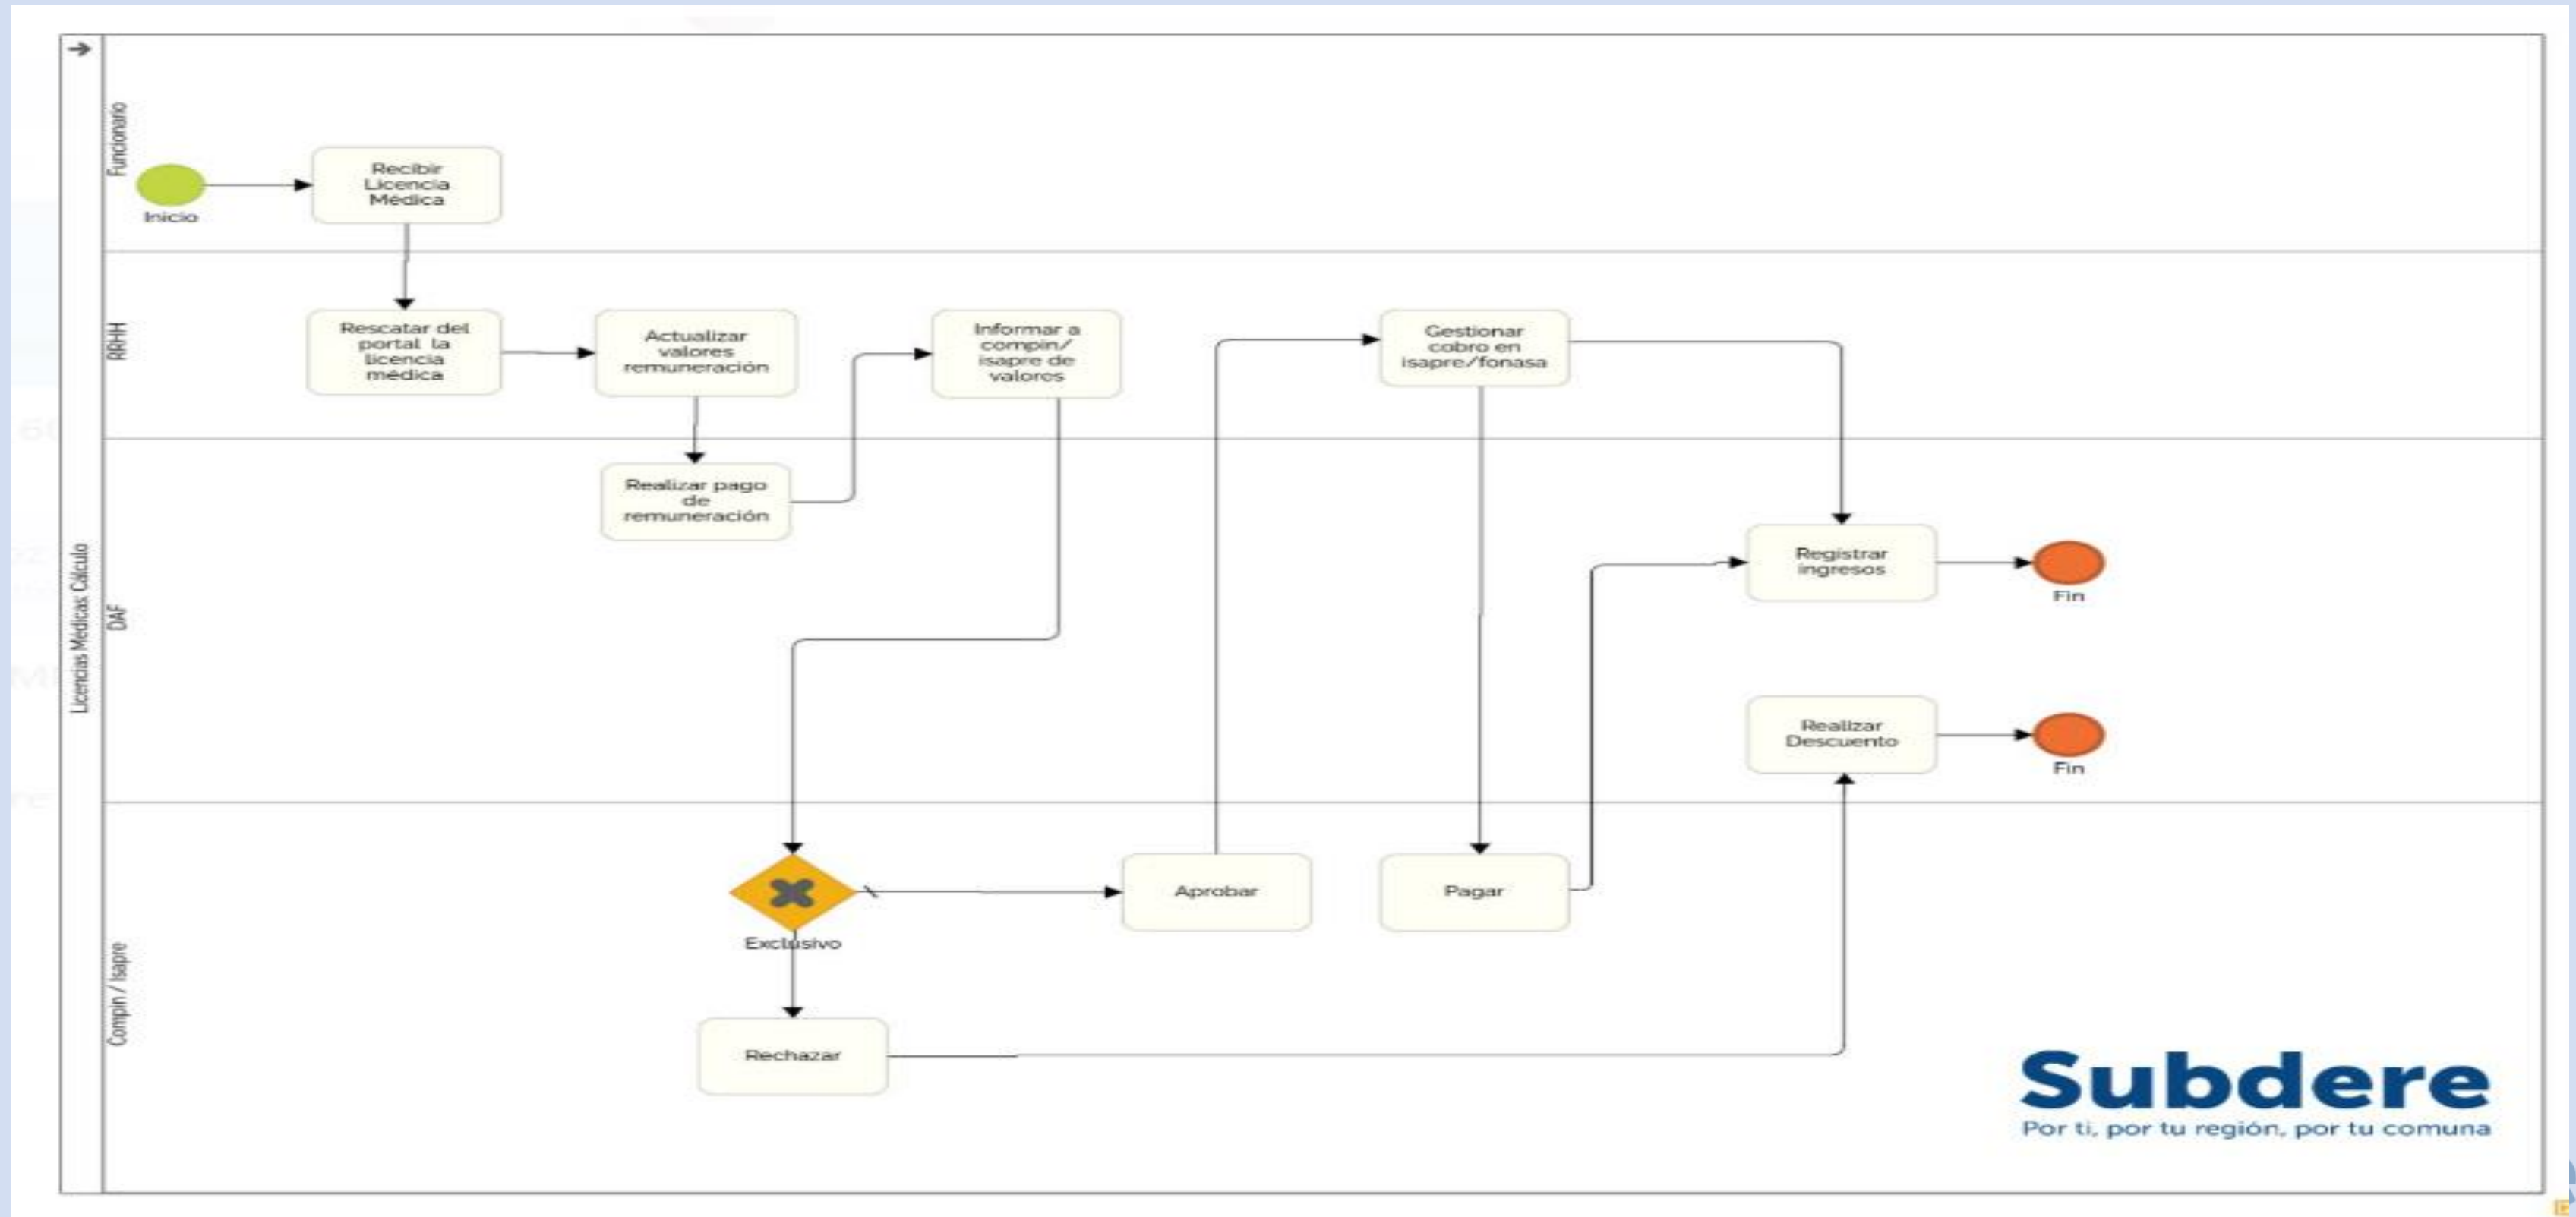 Licencias Médicas: Cálculo
Funcionario
Inicio
Recibir
Licencia
Médica
RRHH
Rescatar del
portal la
licencia
médica
Actualizar
valores
remuneración
Informar a
compin/
isapre de
valores
Gestionar
cobro en
isapre/fonasa
DAF
Realizar pago
de
remuneración
Registrar
ingresos
Fin
Realizar
Descuento
Fin
Compin / Isapre
Exclusivo
Aprobar
Pagar
Rechazar
Subdere
Por ti, por tu región, por tu comuna